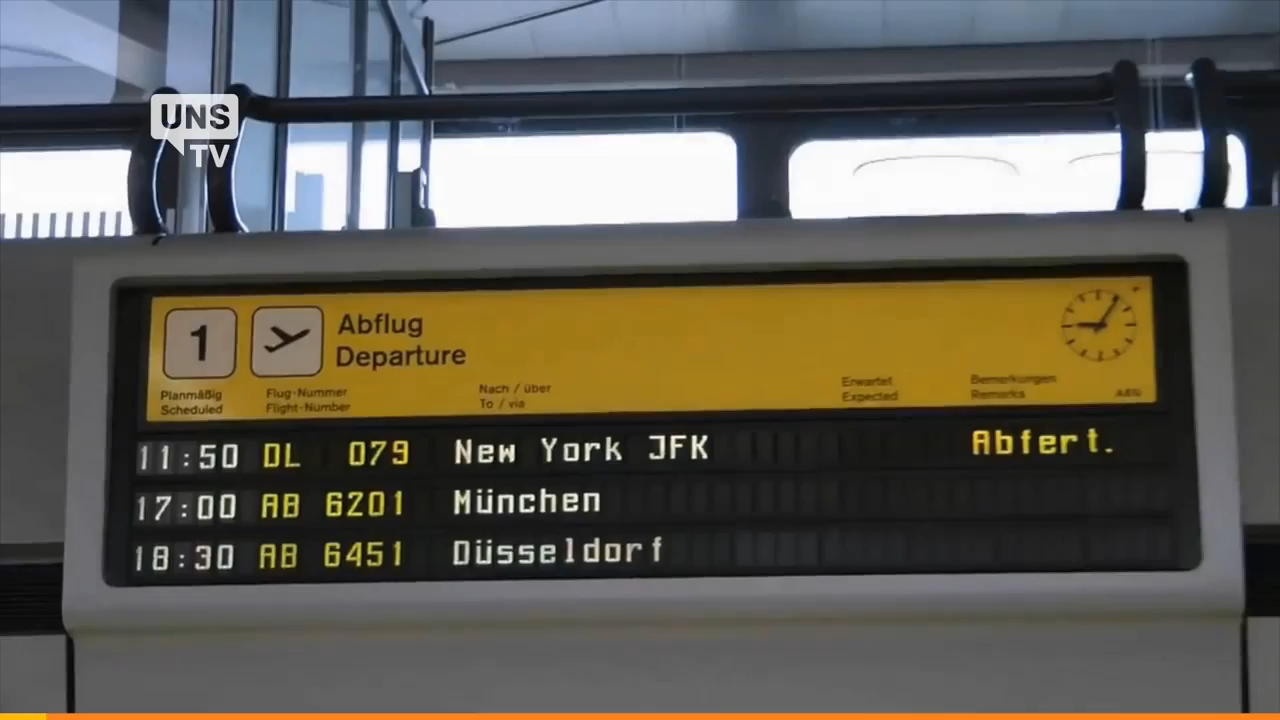 UNS
TV
1
Abflug
Departure
Planmäßig
Scheduled
Flug-Nummer
Flight-Number
Nach / über
To / via
Erwartet
Expected
Bemerkungen
Remarks
11:50 DL 079 New York JFK Abfert.
17:00 AB 6201 München
18:30 AB 6451 Düsseldorf